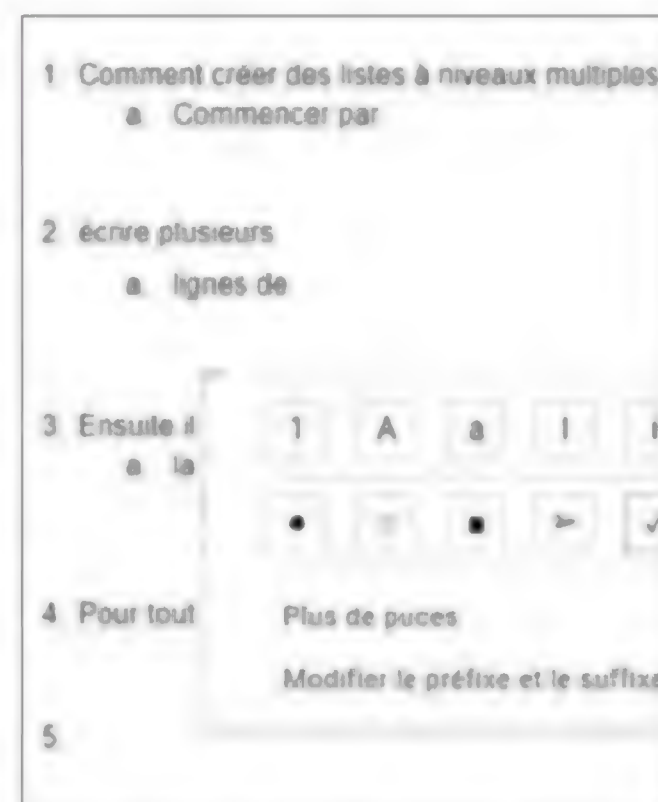 1 Comment créer des listes à niveaux multiples
a Commencer par
2 écrire plusieurs
a lignes de
3 Ensuite il
a la
4 Pour tout
5
1 A a I
Plus de puces
Modifier le préfixe et le suffixe